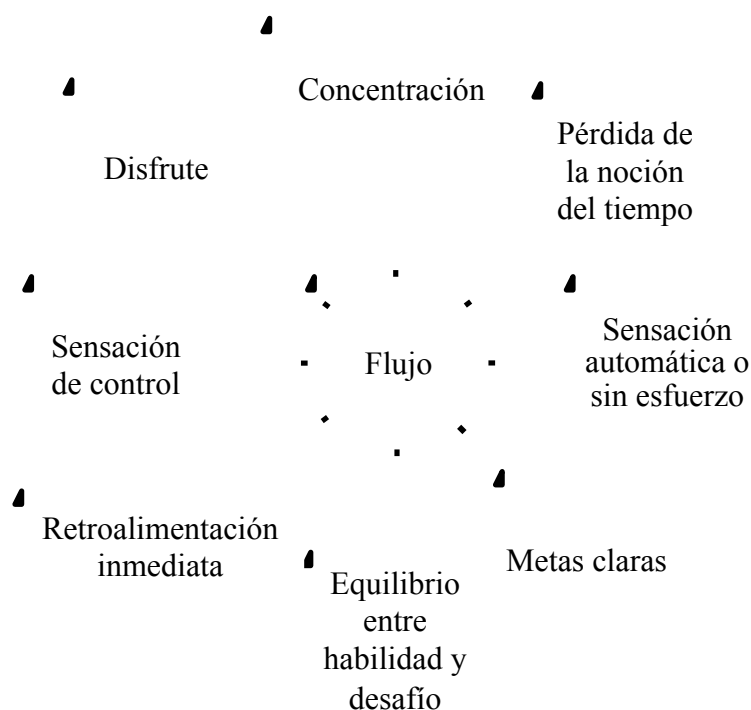 Concentración
Pérdida de
la noción
del tiempo
Disfrute
Sensación
de control
Flujo
Sensación
automática o
sin esfuerzo
Retroalimentación
inmediata
Metas claras
Equilibrio
entre
habilidad y
desafío